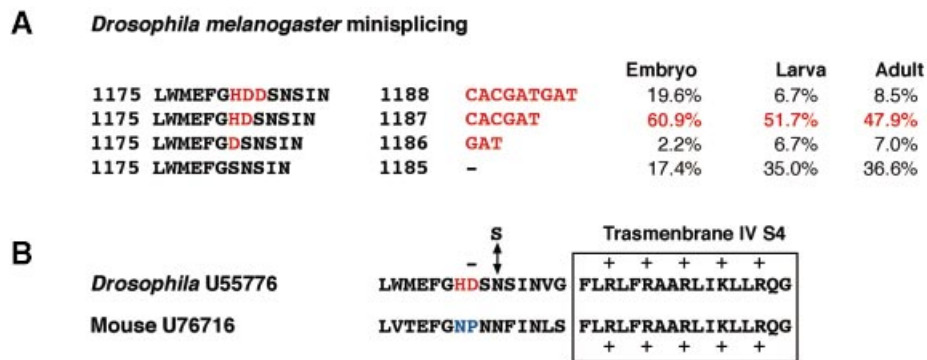 A Drosophila melanogaster minisplicing
Embryo Larva Adult
1175 LWMEFGHDDSNSIN 1188 CACGATGAT 19.6% 6.7% 8.5%
1175 LWMEFGHDSNSIN 1187 CACGAT 60.9% 51.7% 47.9%
1175 LWMEFGDSNSIN 1186 GAT 2.2% 6.7% 7.0%
1175 LWMEFGSNSIN 1185 – 17.4% 35.0% 36.6%
S Trasmenbrane IV S4
B – + + + + +
Drosophila U55776 LWMEFGHDSNSINVG FLRLFRAARLIKLLRQG
Mouse U76716 LVTEFGNPNNFINLS FLRLFRAARLIKLLRQG
+ + + + +